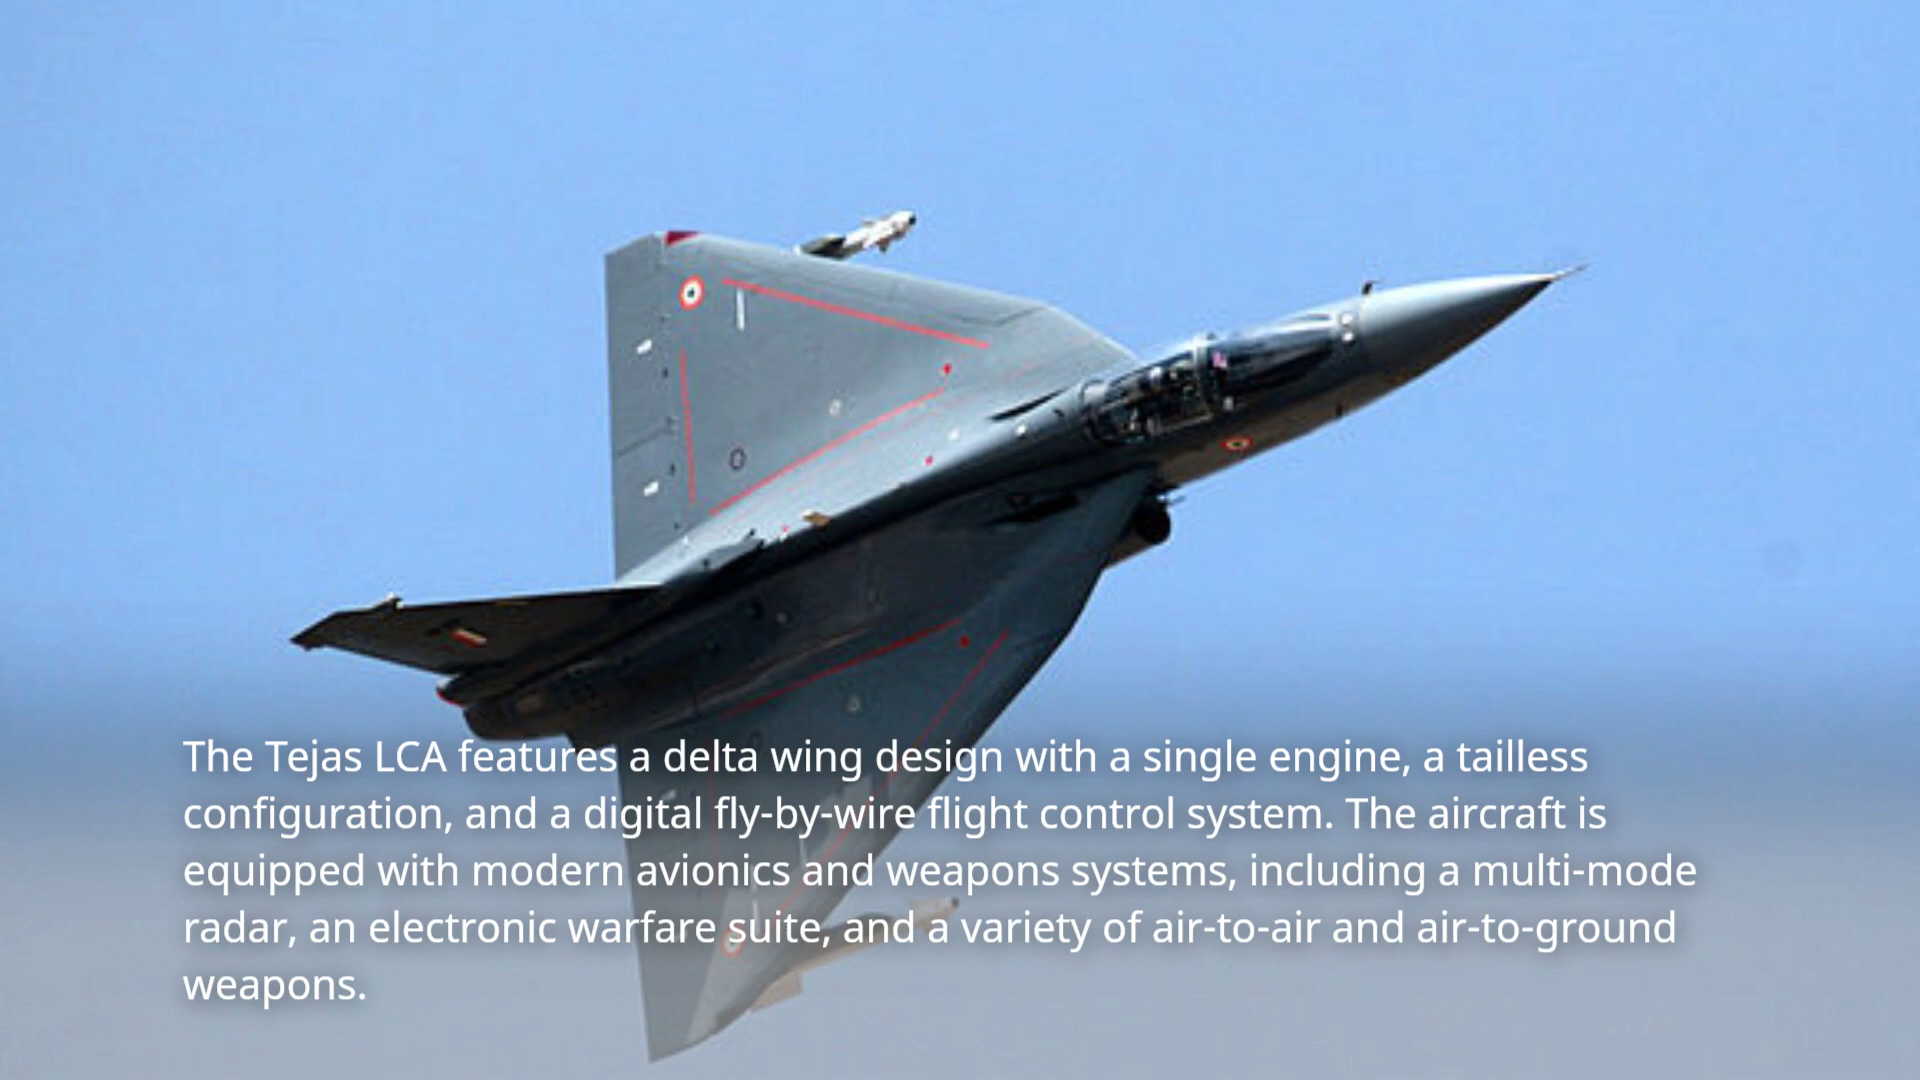 The Tejas LCA features a delta wing design with a single engine, a tailless
configuration, and a digital fly-by-wire flight control system. The aircraft is
equipped with modern avionics and weapons systems, including a multi-mode
radar, an electronic warfare suite, and a variety of air-to-air and air-to-ground
weapons.